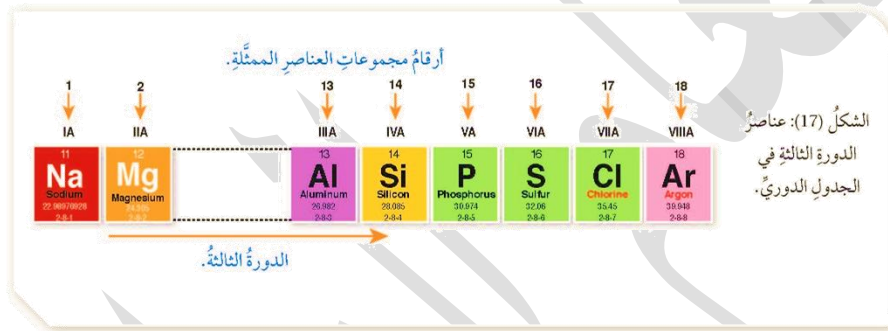 أرقامُ مجموعاتِ العناصرِ الممثَّلةِ.
1 2 13 14 15 16 17 18
IA IIA IIIA IVA VA VIA VIIA VIIIA
11 12 13 14 15 16 17 18
Na Mg Al Si P S Cl Ar
Sodium Magnesium Aluminum Silicon Phosphorus Sulfur Chlorine Argon
22.98976928 24.305 26.982 28.085 30.974 32.06 35.45 39.948
2-8-1 2-8-2 2-8-3 2-8-4 2-8-5 2-8-6 2-8-7 2-8-8
الدورةُ الثالثةُ.
الشكلُ (17): عناصرُ
الدورةِ الثالثةِ في
الجدولِ الدوريِّ.